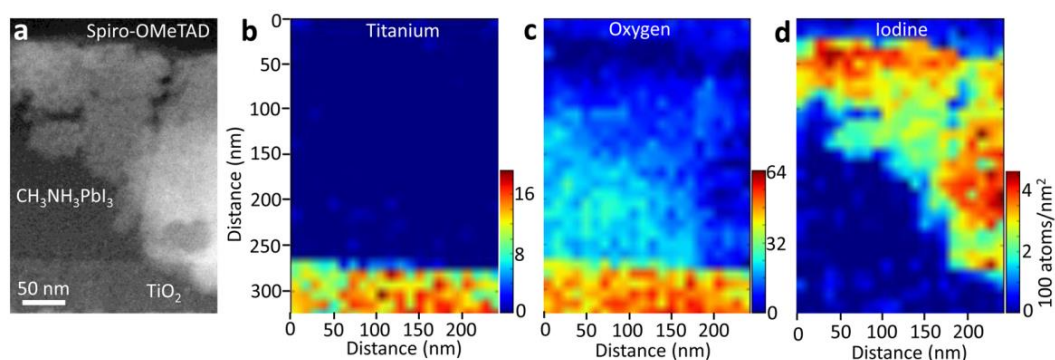 a Spiro-OMeTAD
CH₃NH₃PbI₃
TiO₂
50 nm
b Titanium
Distance (nm)
0
50
100
150
200
250
300
16
8
0
0 50 100 150 200
Distance (nm)
c Oxygen
64
32
0
0 50 100 150 200
Distance (nm)
d Iodine
4
2
0
100 atoms/nm²
0 50 100 150 200
Distance (nm)